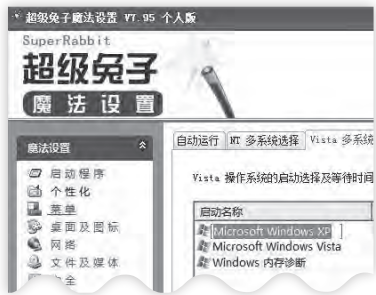 超级兔子魔法设置 V7.95 个人版
SuperRabbit
超级兔子
魔法设置
魔法设置
启动程序
个性化
菜单
桌面及图标
网络
文件及媒体
安全
自动运行 NT 多系统选择 Vista 多系统
Vista 操作系统的启动选择及等待时间
启动名称
Microsoft Windows XP
Microsoft Windows Vista
Windows 内存诊断